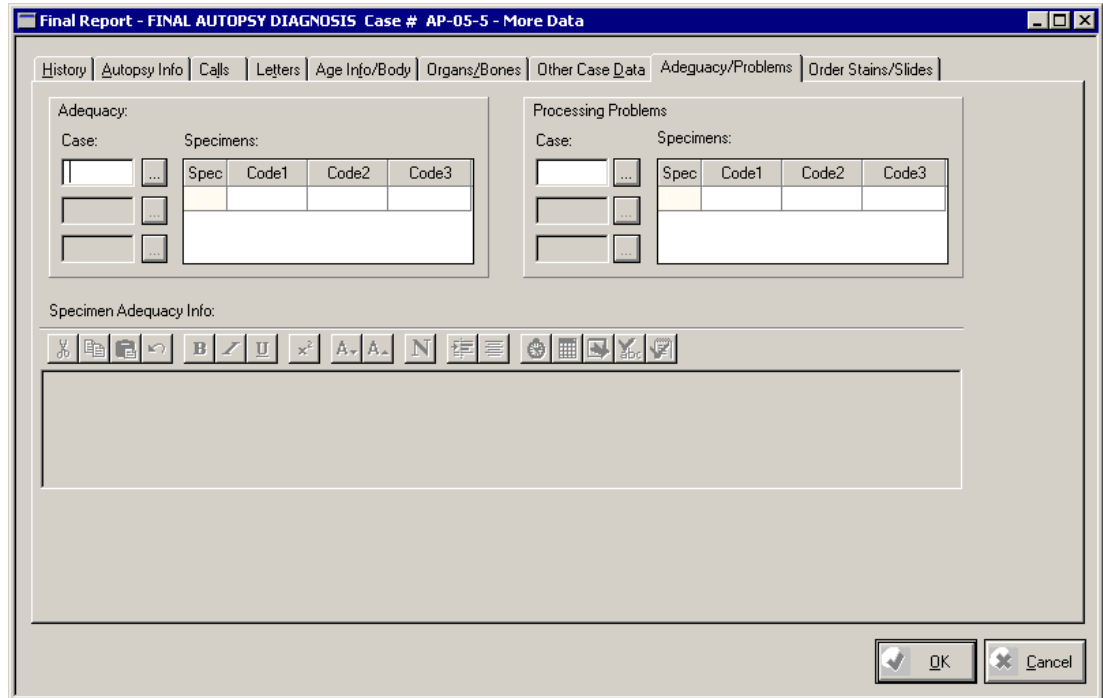 Final Report - FINAL AUTOPSY DIAGNOSIS Case # AP-05-5 - More Data
History Autopsy Info Calls Letters Age Info/Body Organs/Bones Other Case Data Adequacy/Problems Order Stains/Slides
Adequacy: Processing Problems
Case: Specimens: Case: Specimens:
... Spec Code1 Code2 Code3 ... Spec Code1 Code2 Code3
... ...
... ...
Specimen Adequacy Info:
B I U x² A A N abc
OK Cancel